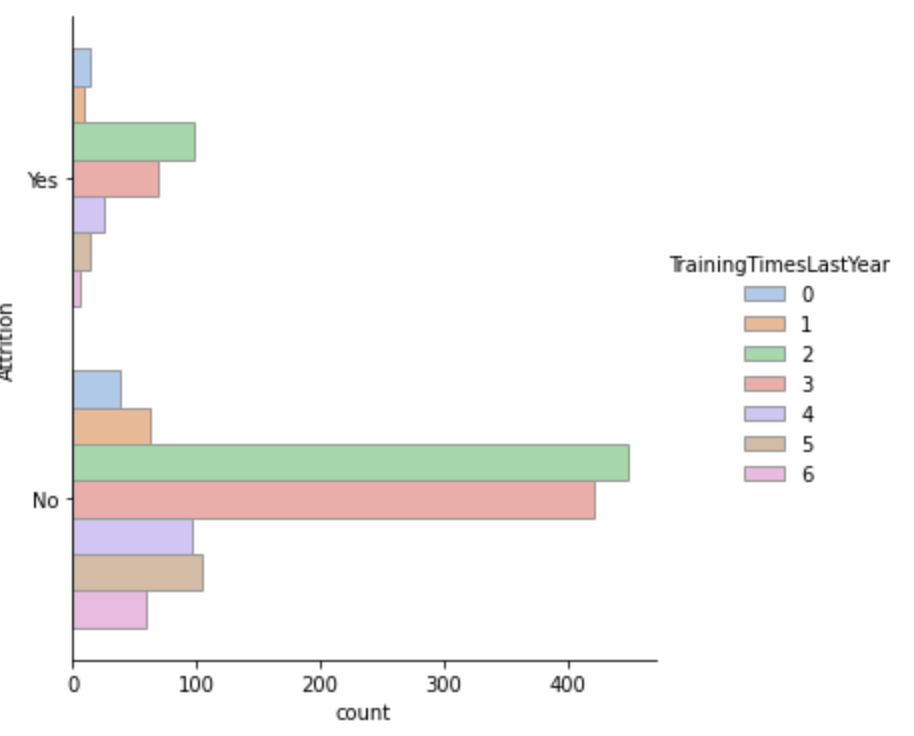 Yes
No
Attrition
0
100
200
300
400
count
TrainingTimesLastYear
0
1
2
3
4
5
6